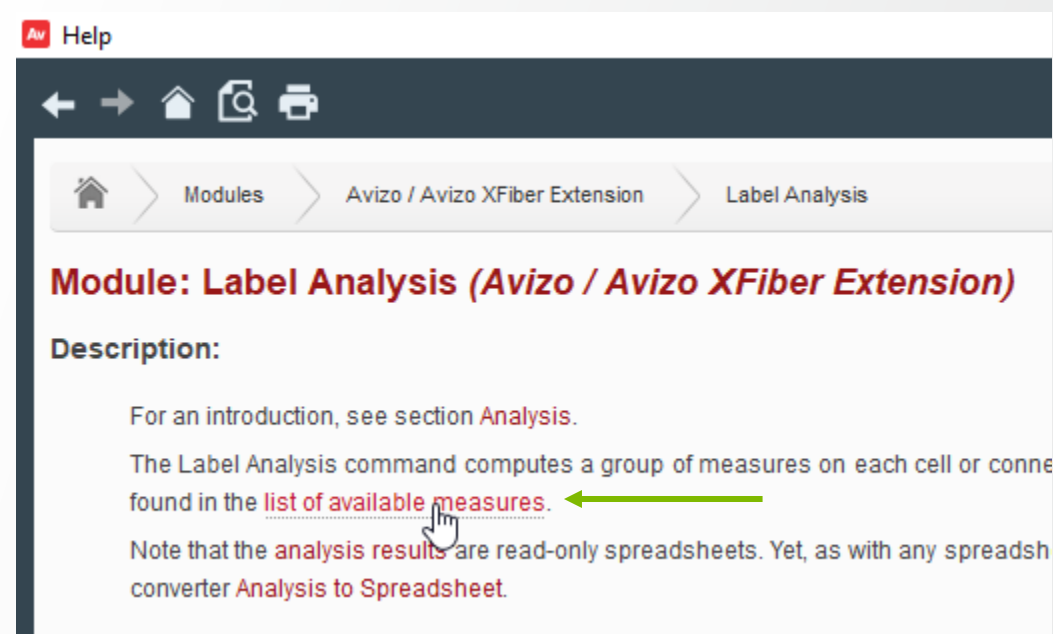 Av Help
Modules Avizo / Avizo XFiber Extension Label Analysis
Module: Label Analysis (Avizo / Avizo XFiber Extension)
Description:
For an introduction, see section Analysis.
The Label Analysis command computes a group of measures on each cell or conne
found in the list of available measures.
Note that the analysis results are read-only spreadsheets. Yet, as with any spreadsh
converter Analysis to Spreadsheet.